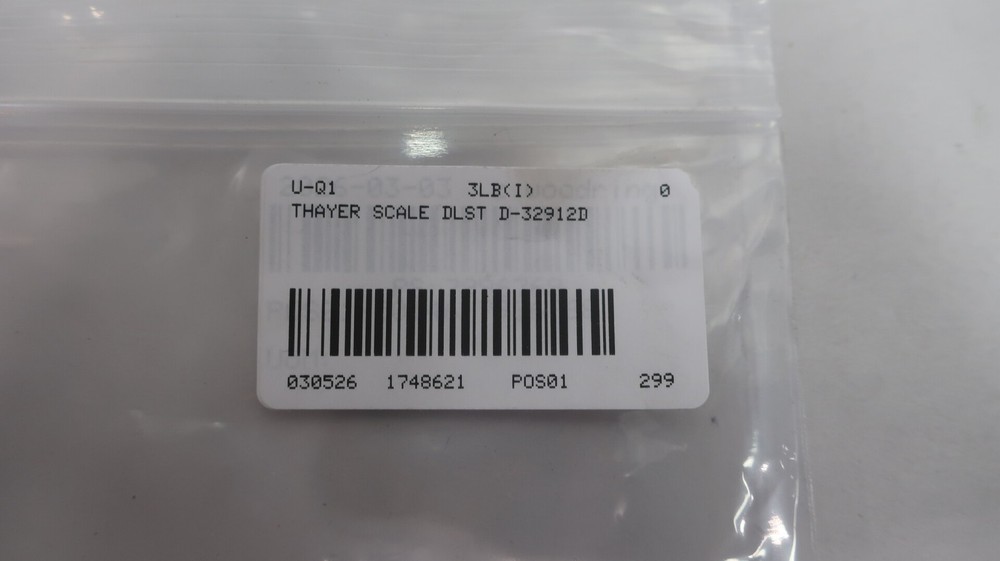 U-Q1 3LB(I) 0
THAYER SCALE DLST D-32912D
030526 1748621 POS01 299